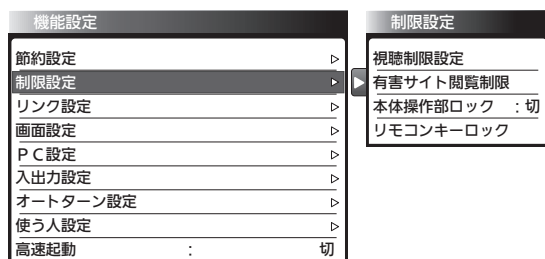 機能設定
節約設定
制限設定
リンク設定
画面設定
ＰＣ設定
入出力設定
オートターン設定
使う人設定
高速起動 : 切
制限設定
視聴制限設定
有害サイト閲覧制限
本体操作部ロック :切
リモコンキーロック